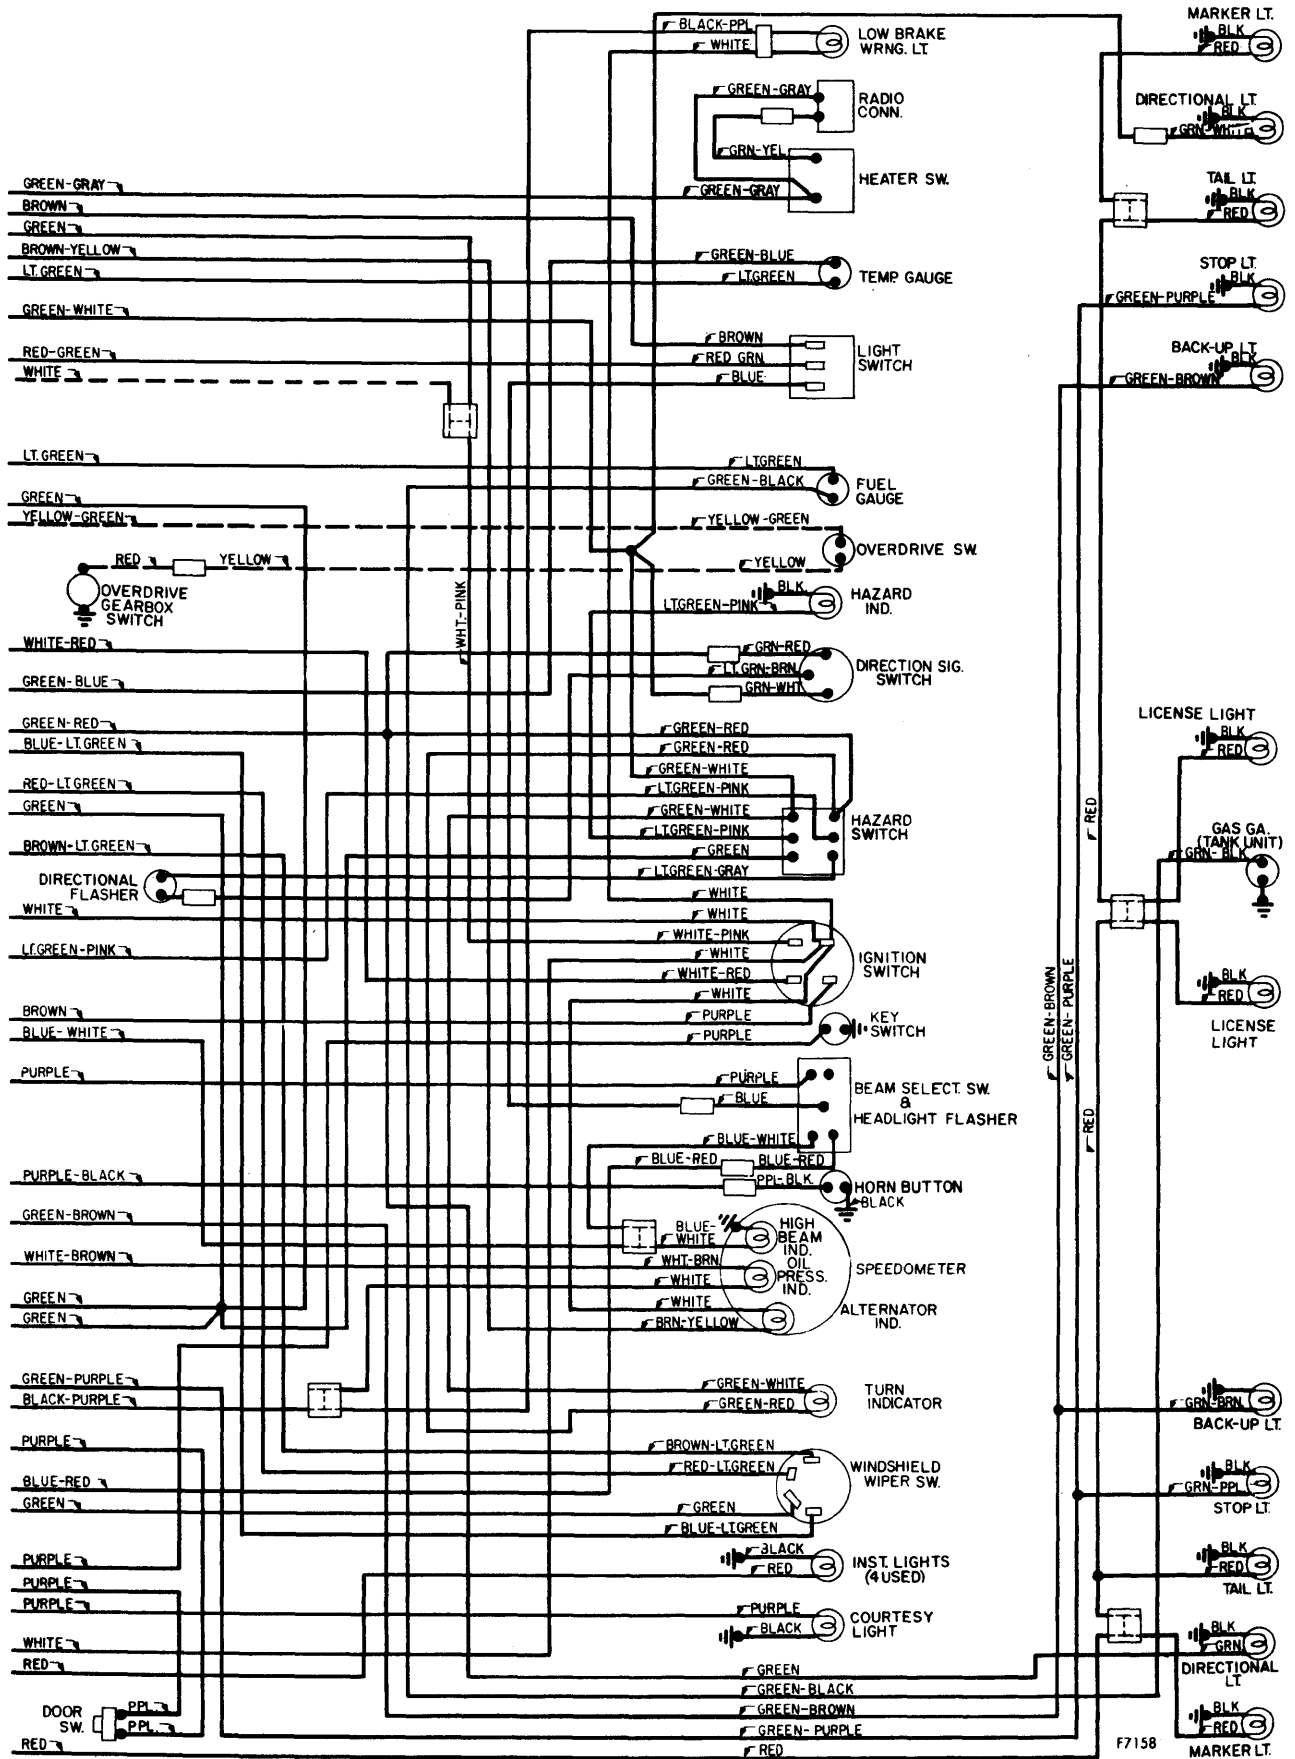 BLACK-PPL
WHITE
LOW BRAKE
WRNG. LT.
MARKER LT.
BLK
RED
GREEN-GRAY
RADIO
CONN.
DIRECTIONAL LT.
BLK
GRN-WHITE
GRN-YEL
HEATER SW.
GREEN-GRAY
GREEN-GRAY
TAIL LT.
BLK
RED
BROWN
GREEN
BROWN-YELLOW
LT.GREEN
GREEN-BLUE
LT.GREEN
TEMP. GAUGE
STOP LT.
BLK
GREEN-PURPLE
GREEN-WHITE
RED-GREEN
WHITE
BROWN
RED GRN
BLUE
LIGHT
SWITCH
BACK-UP LT.
BLK
GREEN-BROWN
LT.GREEN
LT.GREEN
GREEN-BLACK
FUEL
GAUGE
GREEN
YELLOW-GREEN
YELLOW-GREEN
OVERDRIVE SW.
RED
YELLOW
YELLOW
OVERDRIVE
GEARBOX
SWITCH
WHT.-PINK
BLK.
LT.GREEN-PINK
HAZARD
IND.
WHITE-RED
GREEN-BLUE
GRN-RED
LT. GRN-BRN
GRN-WHT
DIRECTION SIG.
SWITCH
GREEN-RED
BLUE-LT.GREEN
RED-LT.GREEN
GREEN
BROWN-LT.GREEN
GREEN-RED
GREEN-RED
GREEN-WHITE
LT.GREEN-PINK
GREEN-WHITE
LT.GREEN-PINK
GREEN
LT.GREEN-GRAY
HAZARD
SWITCH
LICENSE LIGHT
BLK
RED
RED
GAS GA.
(TANK UNIT)
GRN-BLK
DIRECTIONAL
FLASHER
WHITE
LT.GREEN-PINK
WHITE
WHITE
WHITE-PINK
WHITE
WHITE-RED
WHITE
IGNITION
SWITCH
BLK
RED
LICENSE
LIGHT
BROWN
BLUE-WHITE
PURPLE
PURPLE
KEY
SWITCH
GREEN-BROWN
GREEN-PURPLE
PURPLE
PURPLE
BLUE
BEAM SELECT. SW.
&
HEADLIGHT FLASHER
BLUE-WHITE
RED
BLUE-RED
BLUE-RED
PURPLE-BLACK
PPL-BLK.
HORN BUTTON
BLACK
GREEN-BROWN
WHITE-BROWN
BLUE-
WHITE
WHT-BRN
WHITE
HIGH
BEAM
IND.
OIL
PRESS.
IND.
SPEEDOMETER
GREEN
GREEN
WHITE
BRN-YELLOW
ALTERNATOR
IND.
GREEN-PURPLE
BLACK-PURPLE
GREEN-WHITE
GREEN-RED
TURN
INDICATOR
BLK
GRN-BRN
BACK-UP LT.
PURPLE
BLUE-RED
GREEN
BROWN-LT.GREEN
RED-LT.GREEN
GREEN
BLUE-LT.GREEN
WINDSHIELD
WIPER SW.
BLK
GRN-PPL
STOP LT.
PURPLE
PURPLE
PURPLE
BLACK
RED
INST. LIGHTS
(4 USED)
BLK
RED
TAIL LT.
PURPLE
BLACK
COURTESY
LIGHT
WHITE
RED
BLK
GRN
DIRECTIONAL
LT.
GREEN
GREEN-BLACK
GREEN-BROWN
GREEN-PURPLE
RED
DOOR
SW.
PPL.
PPL.
RED
BLK
RED
MARKER LT.
F7158